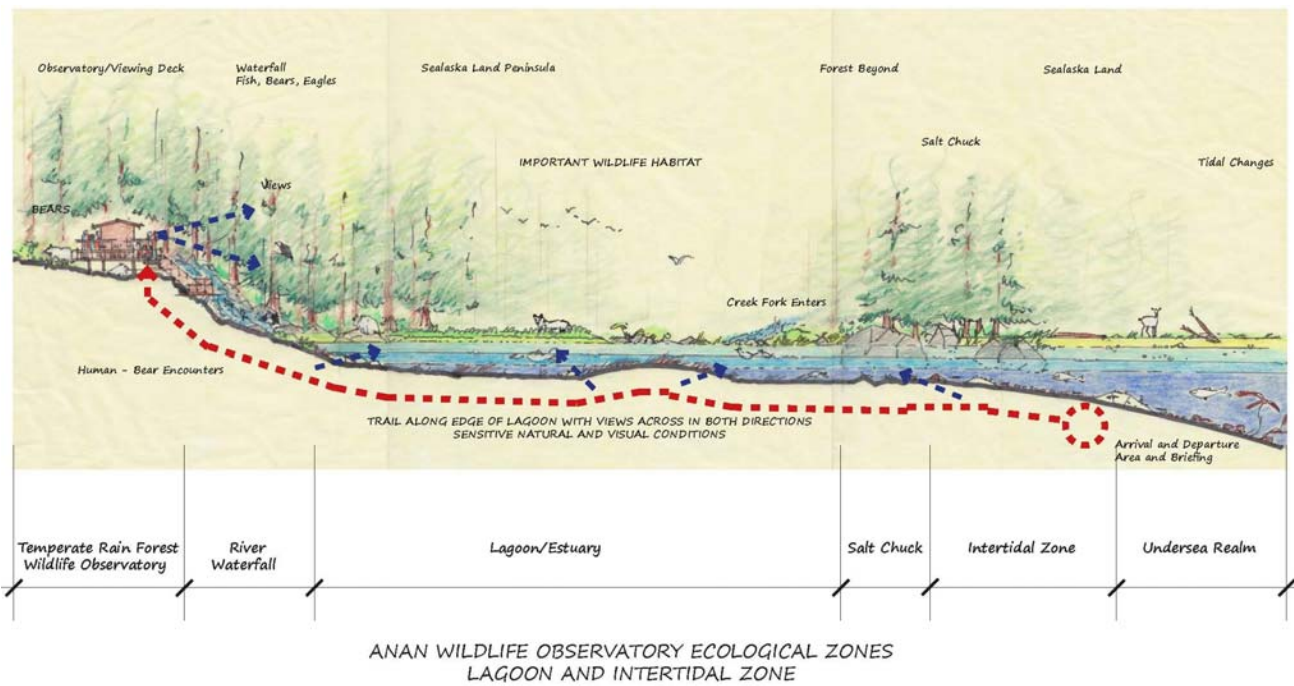 Observatory/Viewing Deck
Waterfall
Fish, Bears, Eagles
Sealaska Land Peninsula
Forest Beyond
Sealaska Land
Salt Chuck
IMPORTANT WILDLIFE HABITAT
Tidal Changes
Views
BEARS
Creek Fork Enters
Human - Bear Encounters
TRAIL ALONG EDGE OF LAGOON WITH VIEWS ACROSS IN BOTH DIRECTIONS
SENSITIVE NATURAL AND VISUAL CONDITIONS
Arrival and Departure
Area and Briefing
Temperate Rain Forest
Wildlife Observatory
River
Waterfall
Lagoon/Estuary
Salt Chuck
Intertidal Zone
Undersea Realm
ANAN WILDLIFE OBSERVATORY ECOLOGICAL ZONES
LAGOON AND INTERTIDAL ZONE